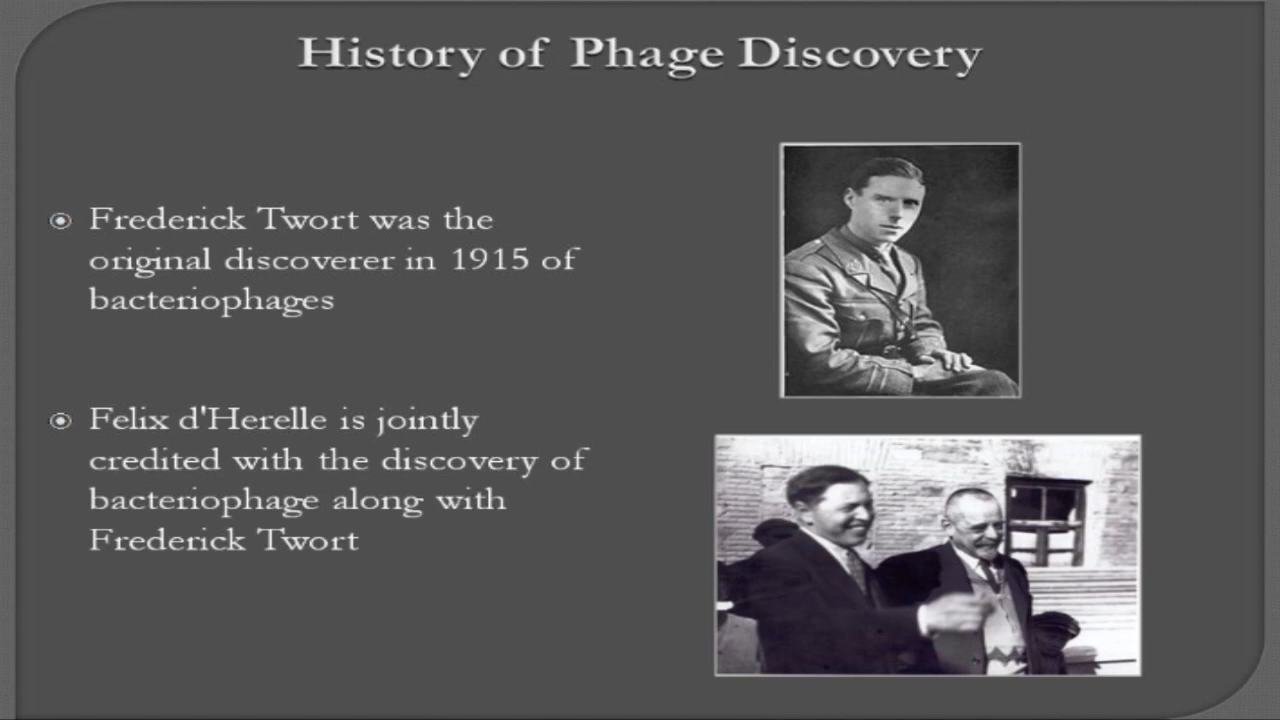 History of Phage Discovery
Frederick Twort was the
original discoverer in 1915 of
bacteriophages
Felix d'Herelle is jointly
credited with the discovery of
bacteriophage along with
Frederick Twort